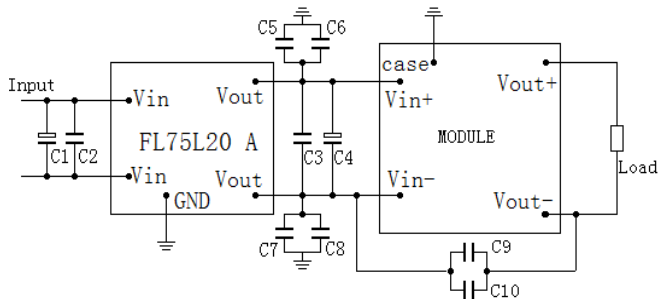 C5
C6
Input
case
Vin
Vout
Vin+
Vout+
C1
C2
FL75L20 A
C3
C4
MODULE
Load
Vin
Vout
Vin-
GND
Vout-
C7
C8
C9
C10